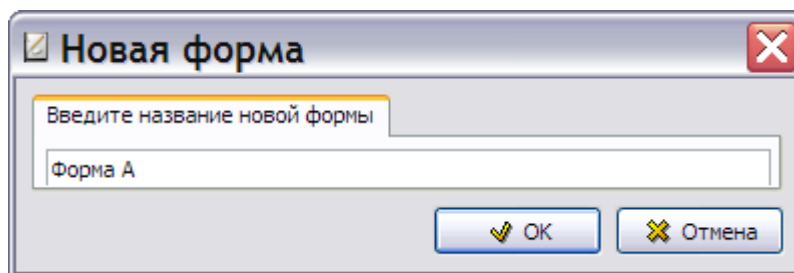 Новая форма
Введите название новой формы
Форма А
OK
Отмена